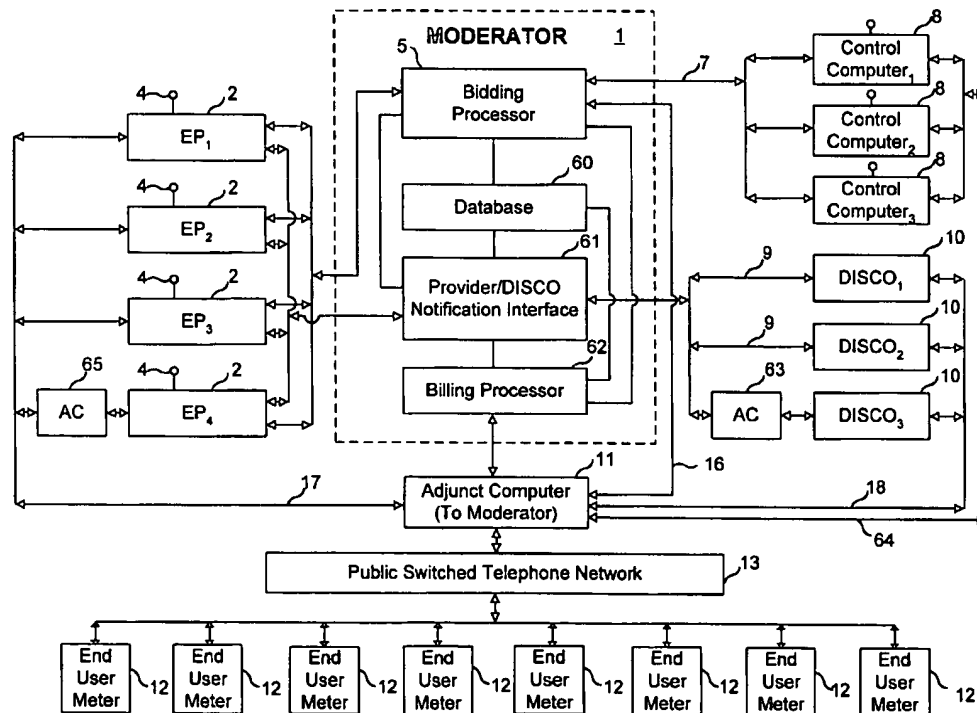 MODERATOR 1
5
Bidding
Processor
60
Database
61
Provider/DISCO
Notification Interface
62
Billing Processor
4 2
EP1
4 2
EP2
4 2
EP3
4 2
65
AC
EP4
7
8
Control
Computer1
8
Control
Computer2
8
Control
Computer3
9 10
DISCO1
9 10
DISCO2
63 10
AC
DISCO3
11
Adjunct Computer
(To Moderator)
16
17
18
64
Public Switched Telephone Network
13
End
User
Meter
12
End
User
Meter
12
End
User
Meter
12
End
User
Meter
12
End
User
Meter
12
End
User
Meter
12
End
User
Meter
12
End
User
Meter
12